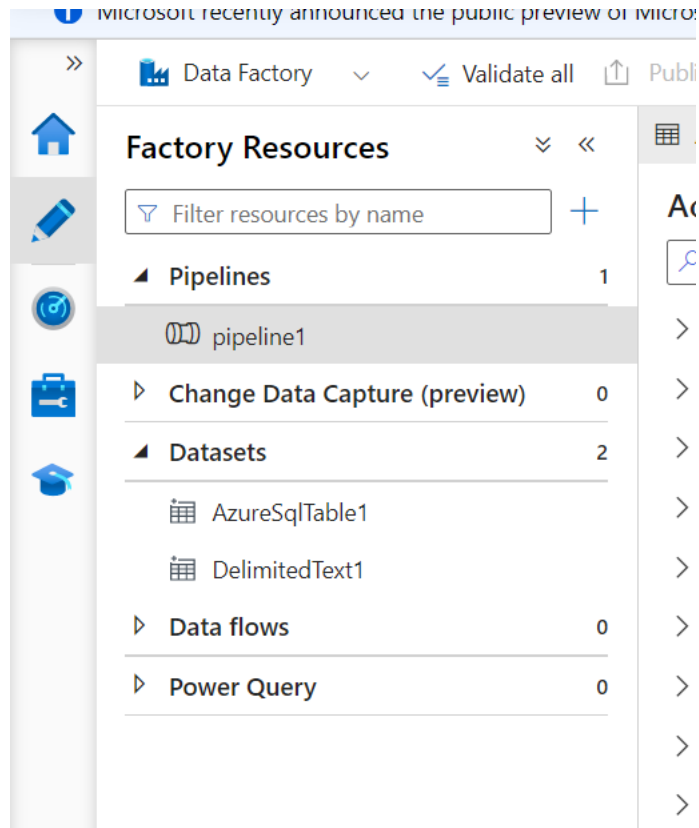 Microsoft recently announced the public preview of
Data Factory
Validate all
Factory Resources
Filter resources by name
Pipelines 1
pipeline1
Change Data Capture (preview) 0
Datasets 2
AzureSqlTable1
DelimitedText1
Data flows 0
Power Query 0